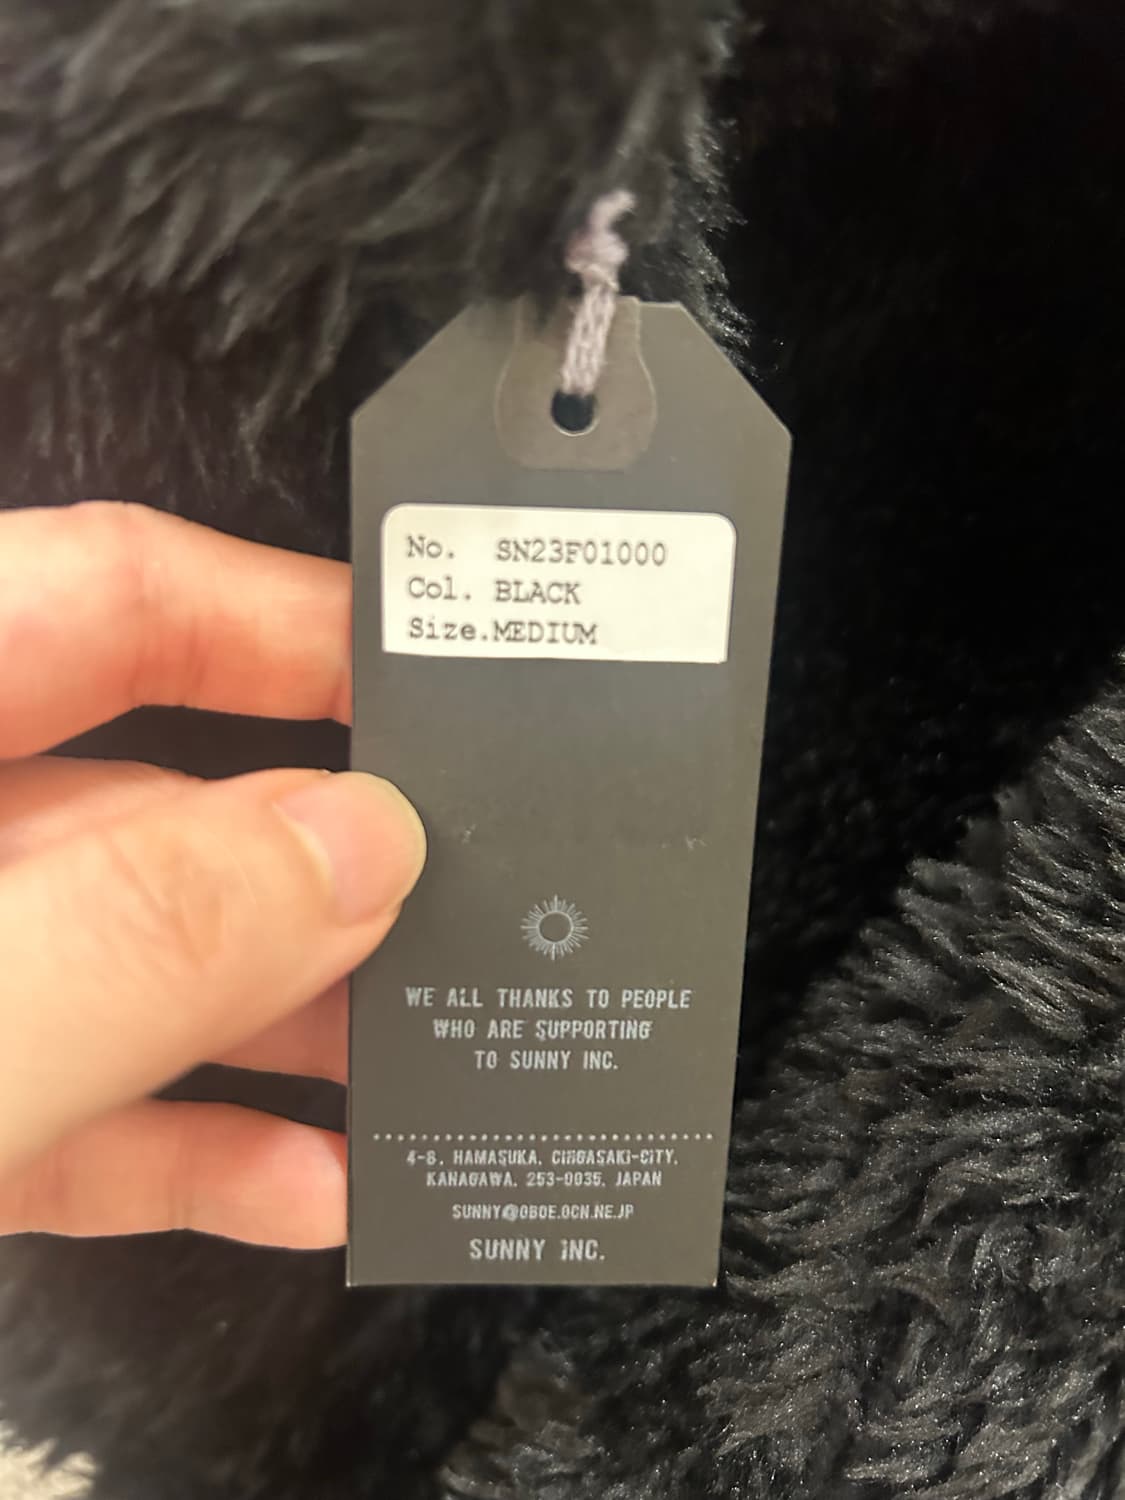 No. SN23F01000
Col. BLACK
Size.MEDIUM
WE ALL THANKS TO PEOPLE
WHO ARE SUPPORTING
TO SUNNY INC.
4-8, HAMASUKA, CHIGASAKI-CITY,
KANAGAWA, 253-0035, JAPAN
SUNNY@OBOE.OCN.NE.JP
SUNNY INC.